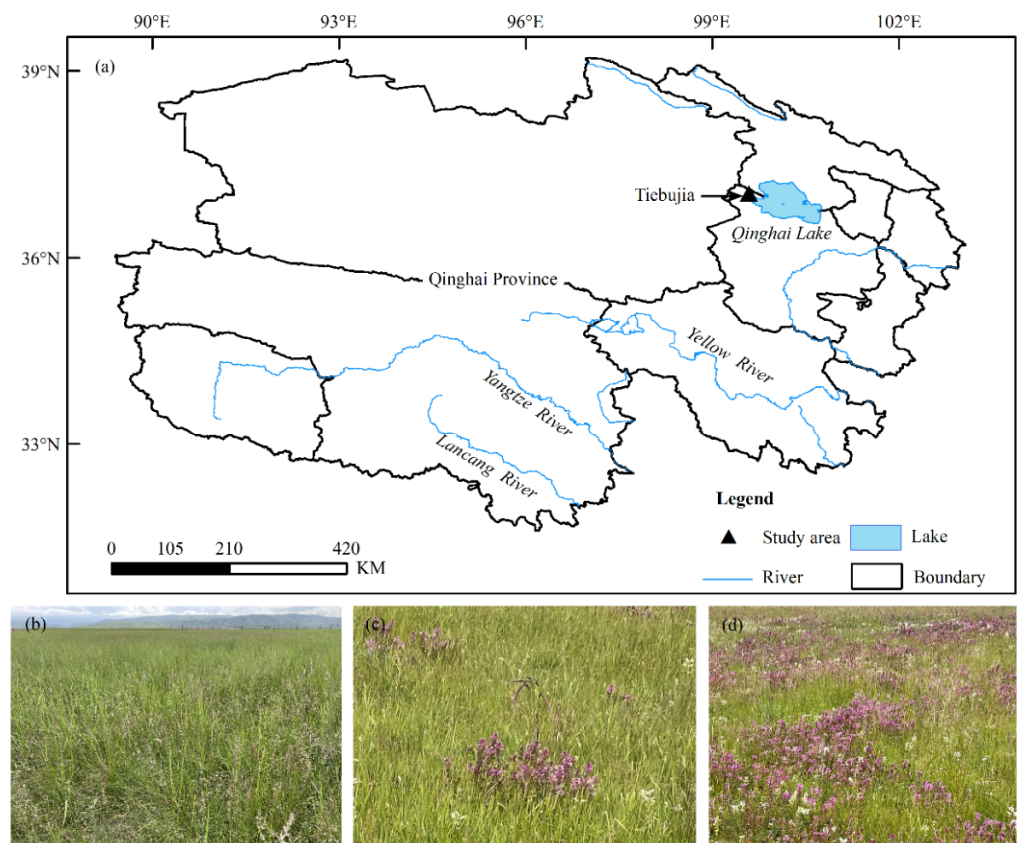 90°E 93°E 96°E 99°E 102°E
(a)
39°N
Tiebujia
Qinghai Lake
36°N
Qinghai Province
Yellow River
Yangtze River
33°N
Lancang River
Legend
Study area
Lake
River
Boundary
0 105 210 420
KM
(b)
(c)
(d)